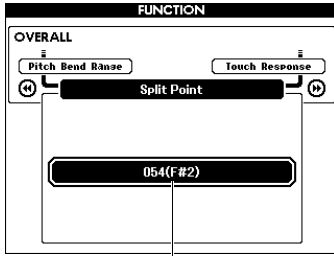 FUNCTION
OVERALL
Pitch Bend Range
Touch Response
Split Point
054(F#2)